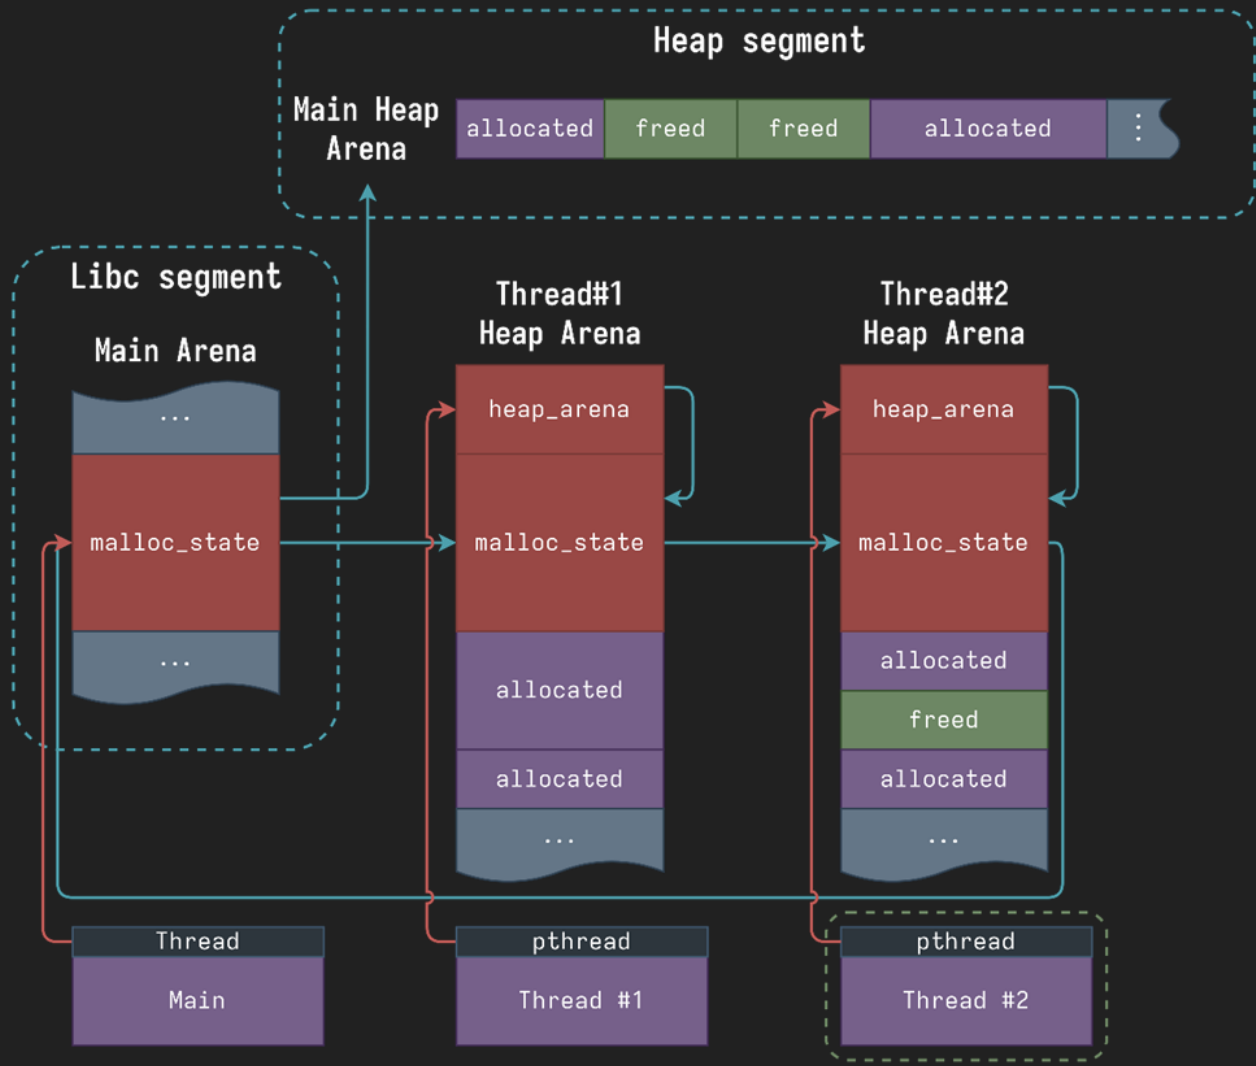 Heap segment
Main Heap
Arena
allocated
freed
freed
allocated
⋮
Libc segment
Main Arena
...
malloc_state
...
Thread#1
Heap Arena
heap_arena
malloc_state
allocated
allocated
...
Thread#2
Heap Arena
heap_arena
malloc_state
allocated
freed
allocated
...
Thread
Main
pthread
Thread #1
pthread
Thread #2